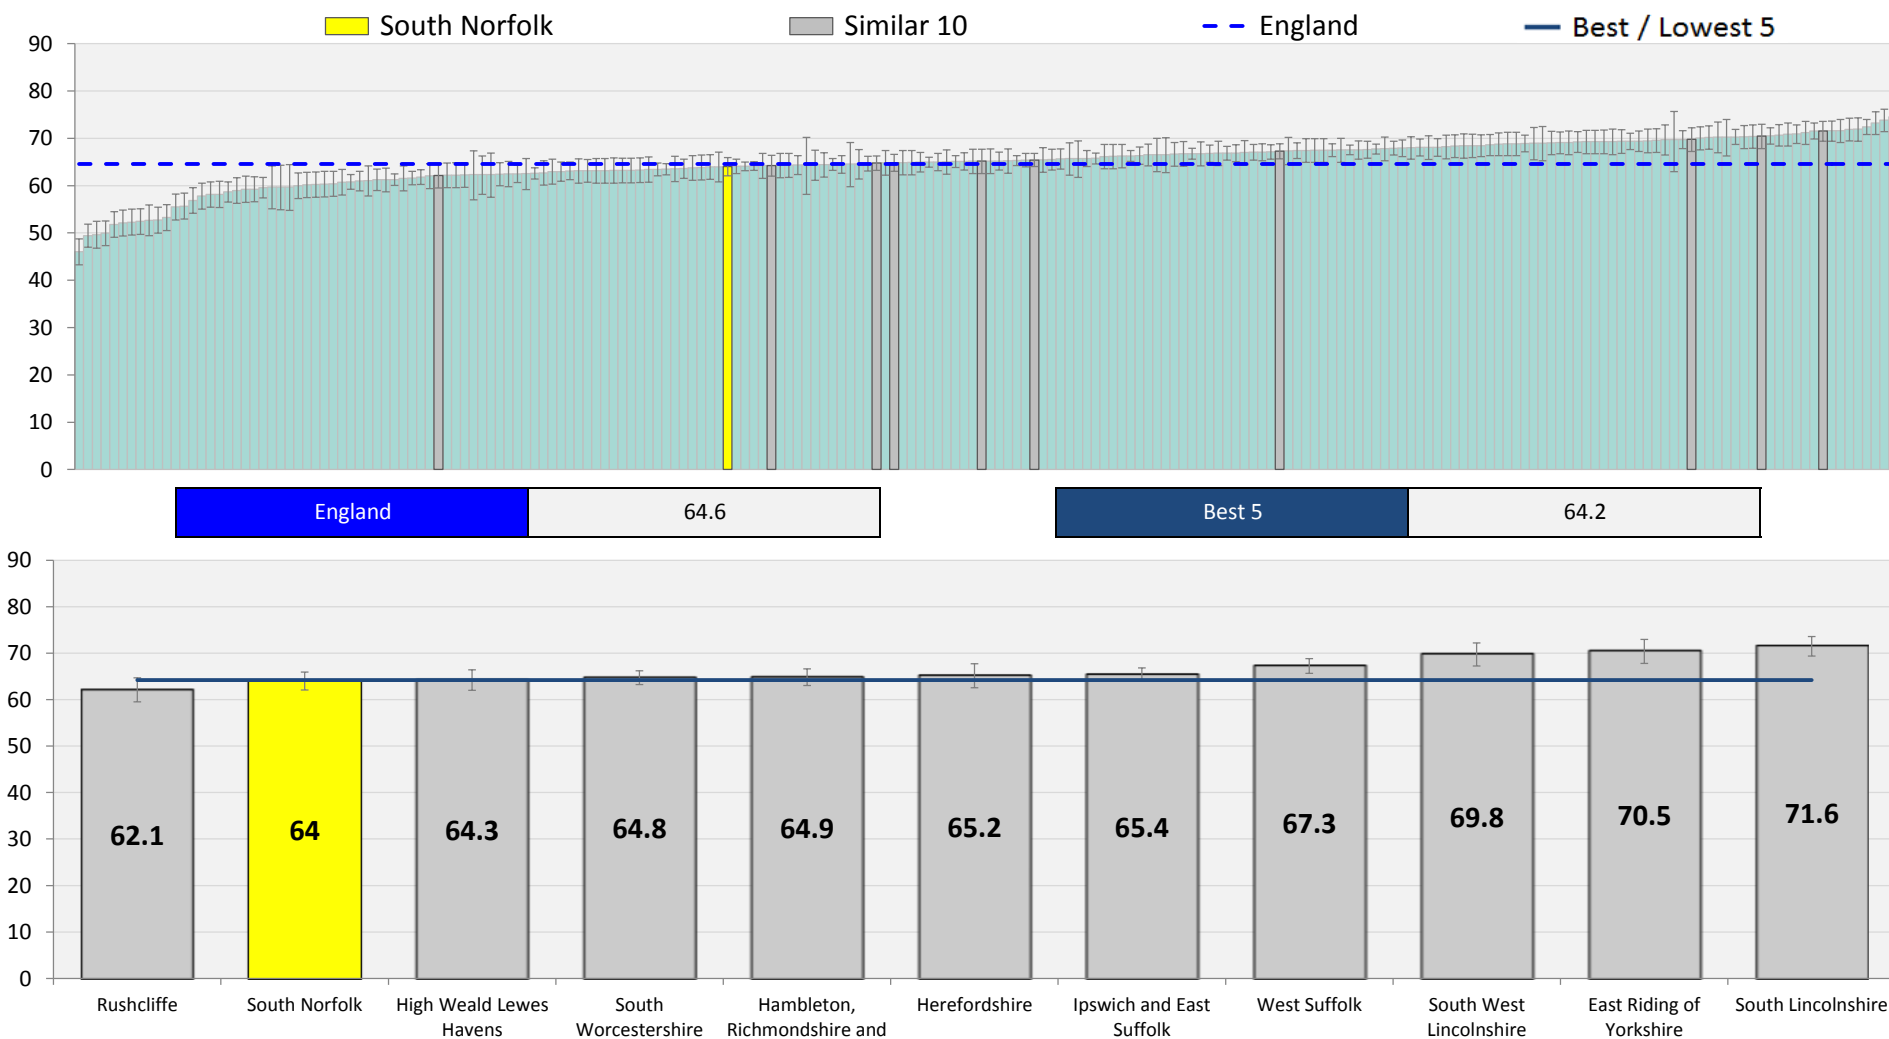 South Norfolk Similar 10 England Best / Lowest 5
90
80
70
60
50
40
30
20
10
0
England 64.6 Best 5 64.2
90
80
70
60
50
40
30
20
10
0
62.1 64 64.3 64.8 64.9 65.2 65.4 67.3 69.8 70.5 71.6
Rushcliffe
South Norfolk
High Weald Lewes
Havens
South
Worcestershire
Hambleton,
Richmondshire and
Herefordshire
Ipswich and East
Suffolk
West Suffolk
South West
Lincolnshire
East Riding of
Yorkshire
South Lincolnshire